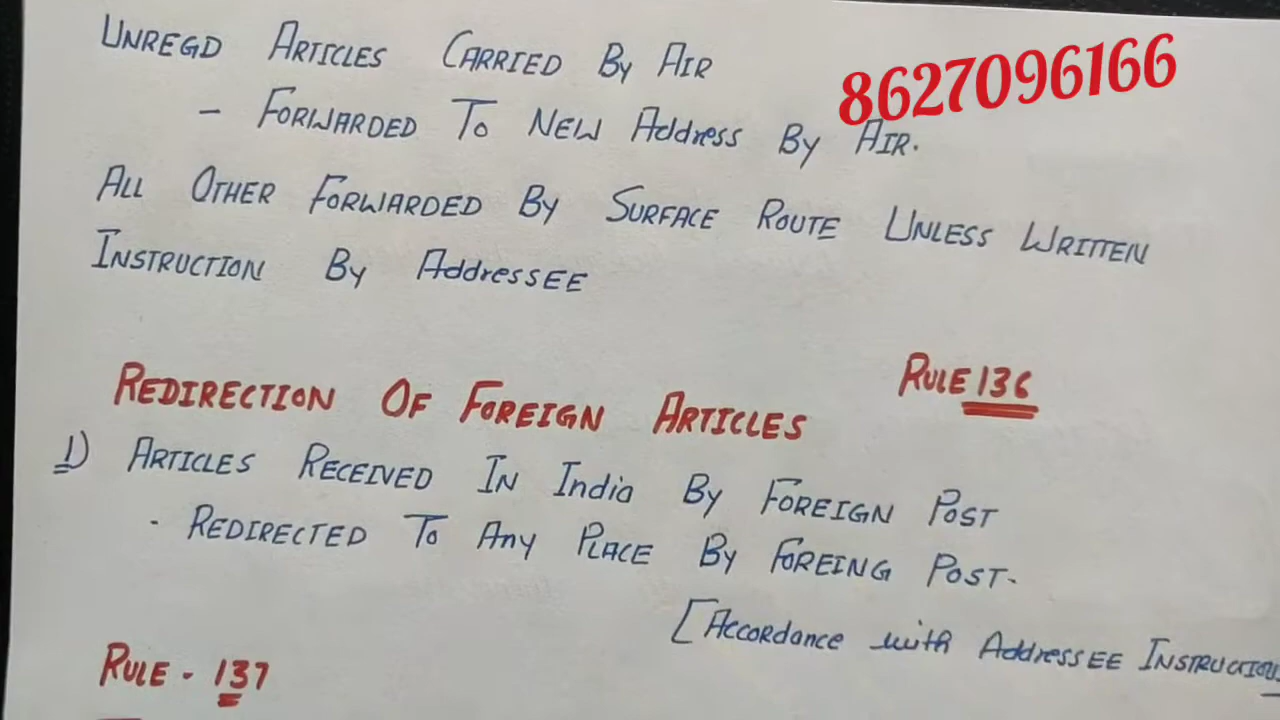 UNREGD ARTICLES CARRIED By AIR
8627096166
- FORWARDED To NEW Address By AIR.
ALL OTHER FORWARDED By SURFACE ROUTE UNLESS WRITTEN
INSTRUCTION By AddressEE
REDIRECTION OF FOREIGN ARTICLES
RULE 136
1) ARTICLES RECEIVED IN India By FOREIGN POST
- REDIRECTED To Any PLACE By FOREING POST-
[Accordance with AddressEE INSTRUCTION
RULE - 137